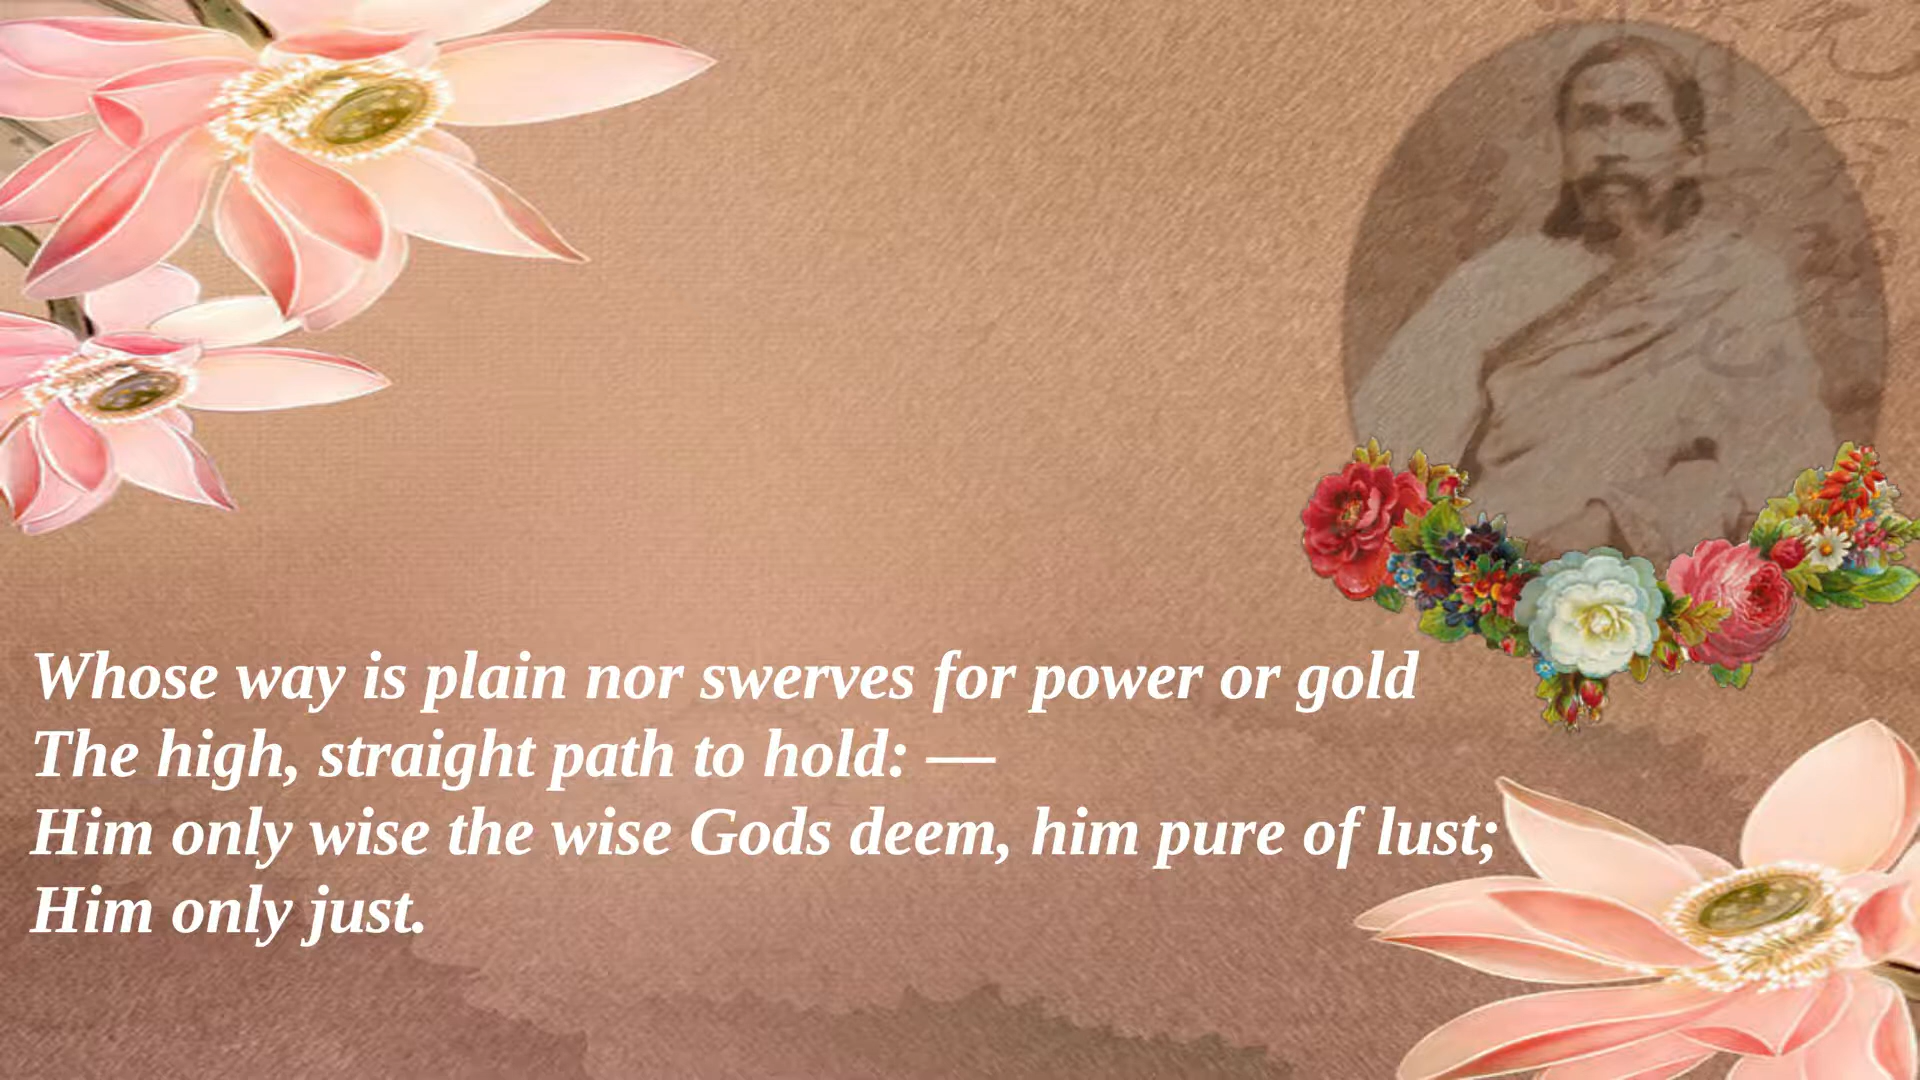 Whose way is plain nor swerves for power or gold
The high, straight path to hold: —
Him only wise the wise Gods deem, him pure of lust;
Him only just.